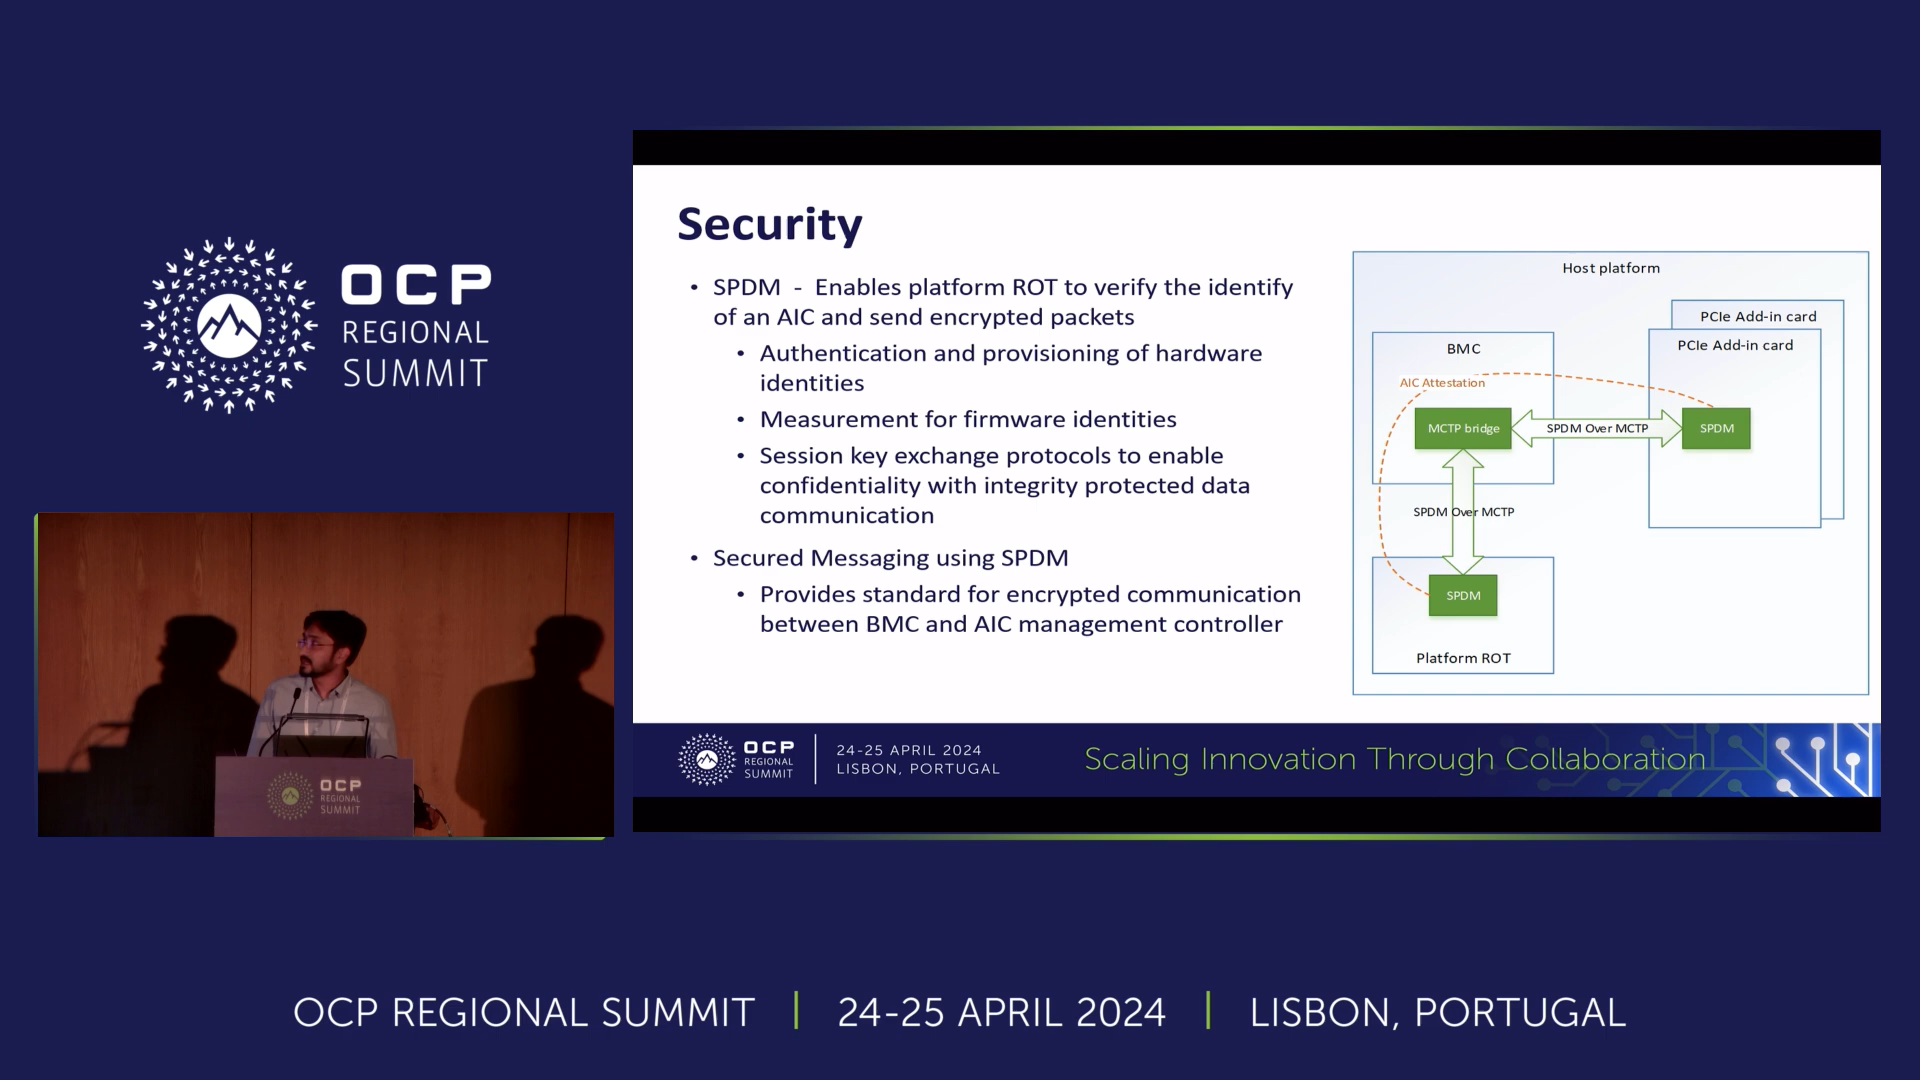 OCP
REGIONAL
SUMMIT
Security
• SPDM - Enables platform ROT to verify the identify
of an AIC and send encrypted packets
• Authentication and provisioning of hardware
identities
• Measurement for firmware identities
• Session key exchange protocols to enable
confidentiality with integrity protected data
communication
• Secured Messaging using SPDM
• Provides standard for encrypted communication
between BMC and AIC management controller
Host platform
PCIe Add-in card
PCIe Add-in card
BMC
AIC Attestation
MCTP bridge
SPDM Over MCTP
SPDM
SPDM Over MCTP
SPDM
Platform ROT
OCP
REGIONAL
SUMMIT
24-25 APRIL 2024
LISBON, PORTUGAL
Scaling Innovation Through Collaboration
OCP
REGIONAL
SUMMIT
OCP REGIONAL SUMMIT | 24-25 APRIL 2024 | LISBON, PORTUGAL